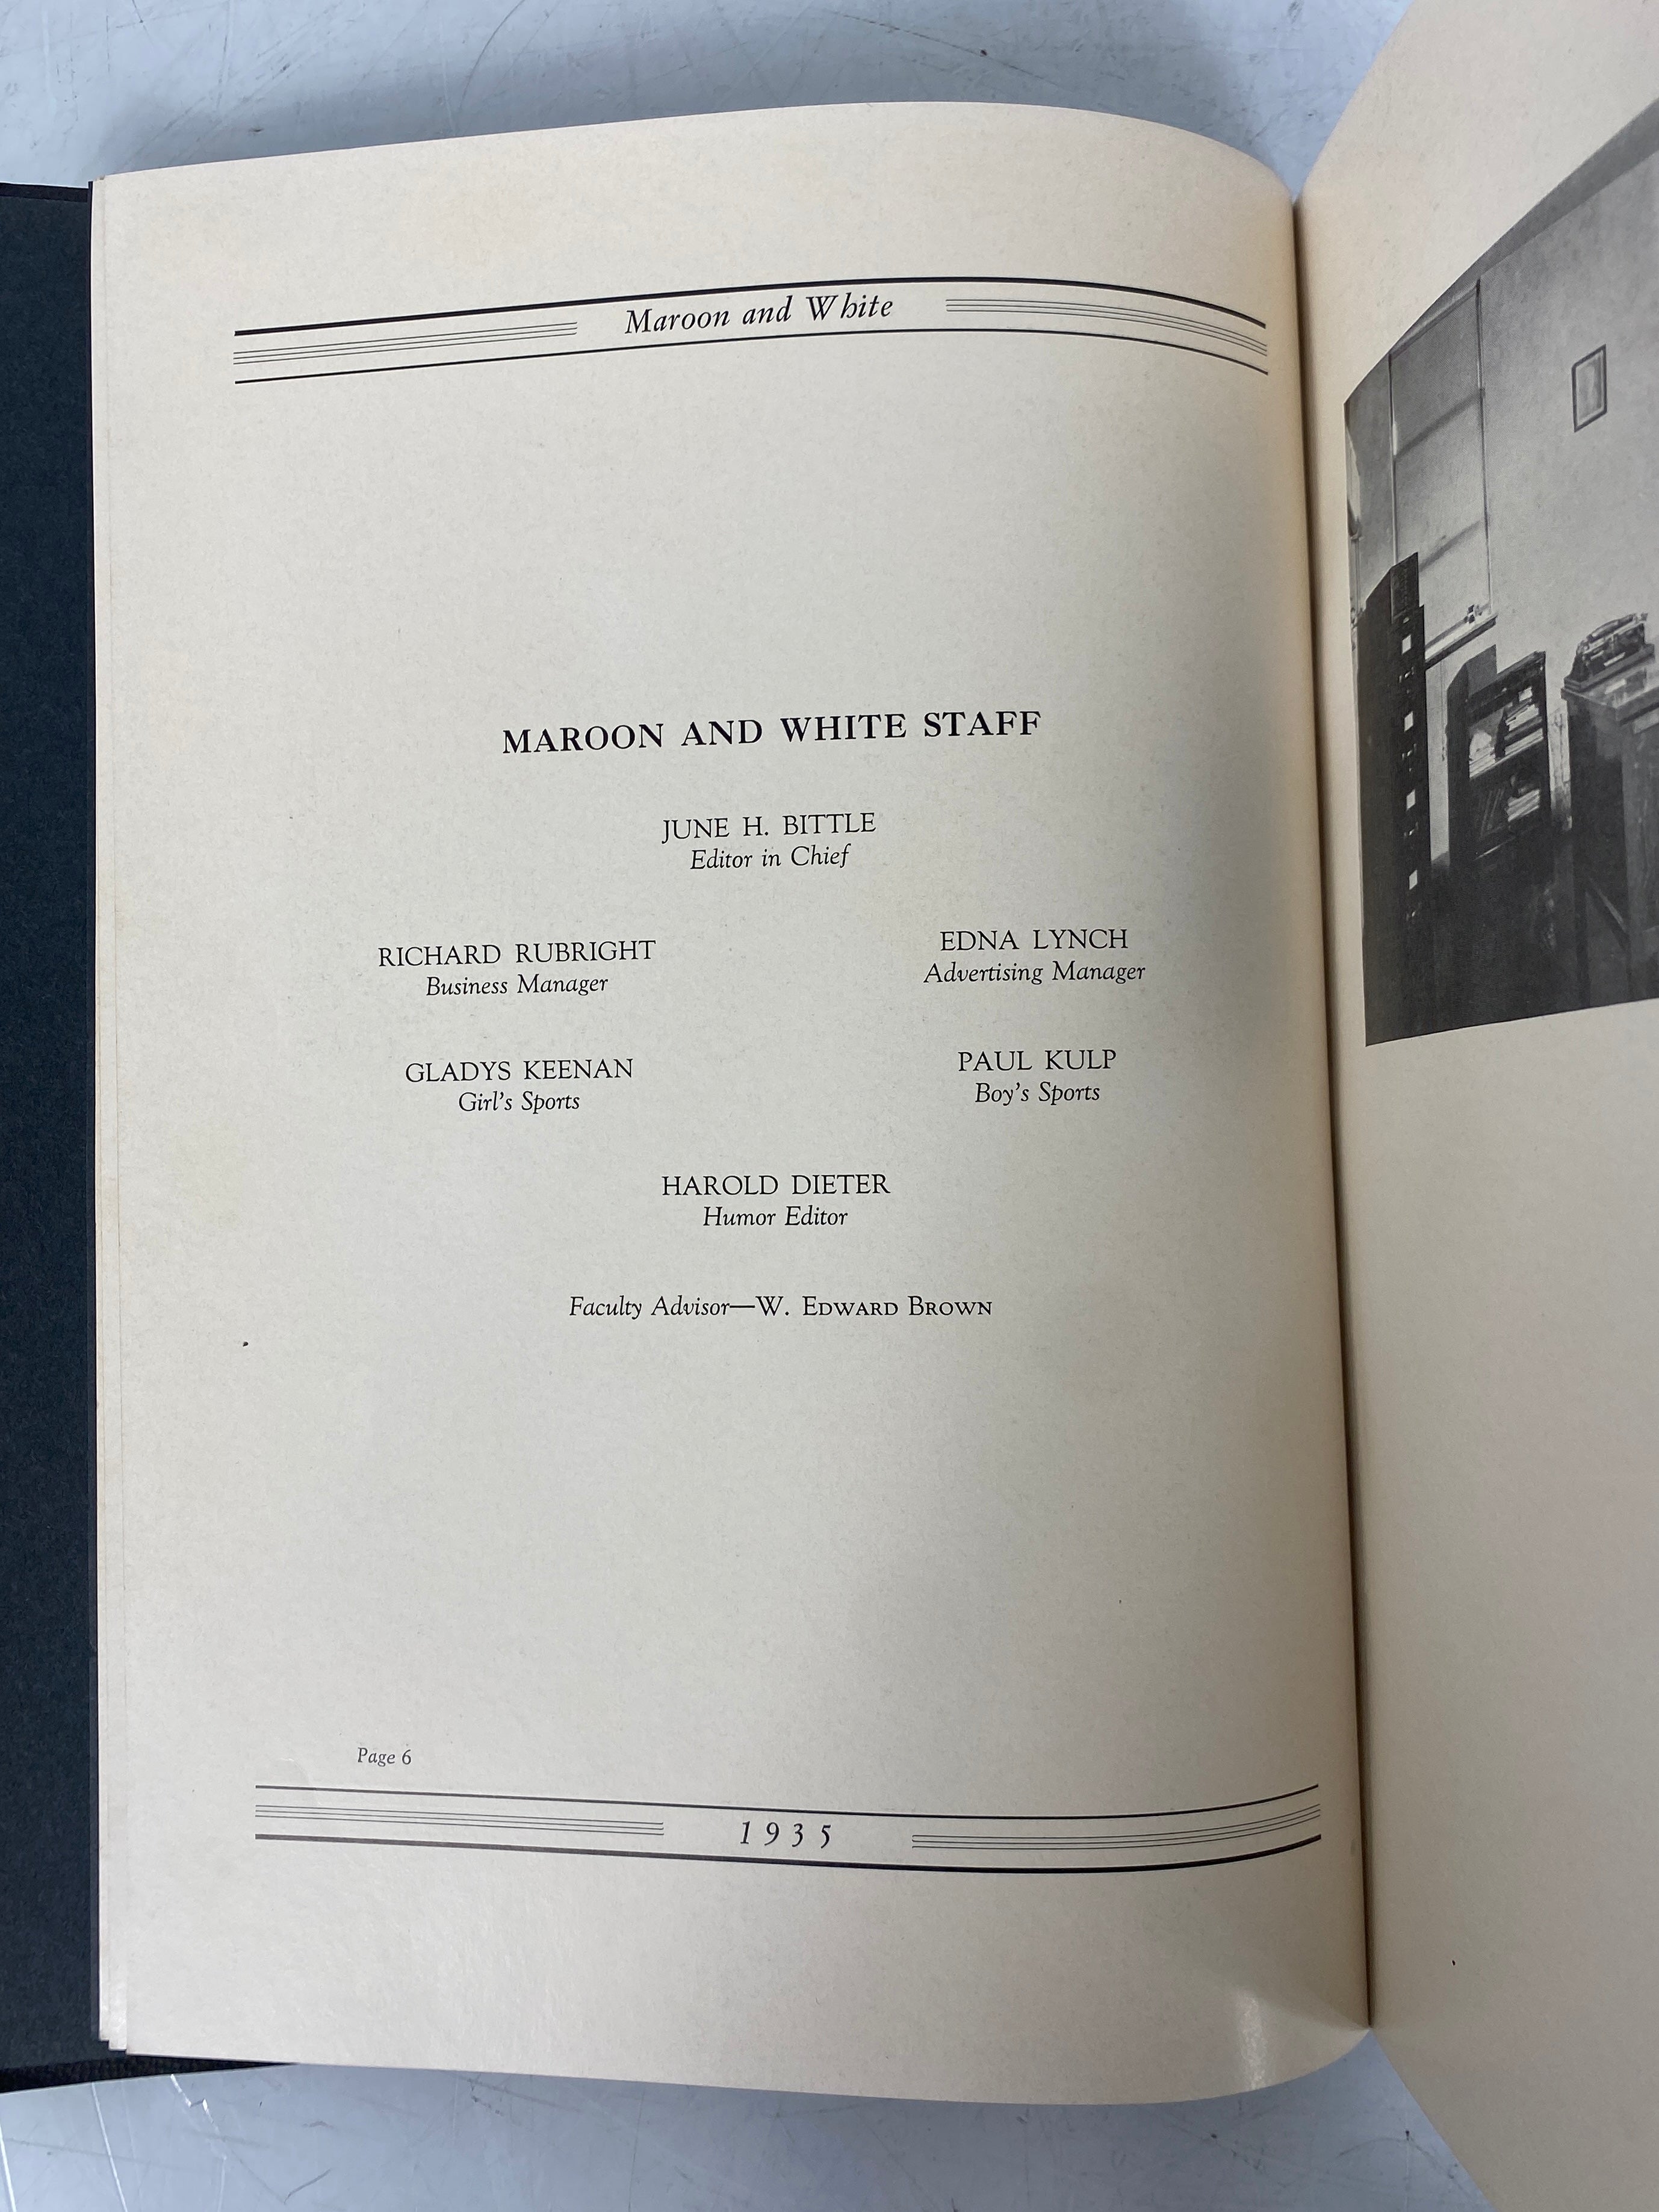 Maroon and White
MAROON AND WHITE STAFF
JUNE H. BITTLE
Editor in Chief
RICHARD RUBRIGHT
Business Manager
EDNA LYNCH
Advertising Manager
GLADYS KEENAN
Girl's Sports
PAUL KULP
Boy's Sports
HAROLD DIETER
Humor Editor
Faculty Advisor—W. EDWARD BROWN
Page 6
1935